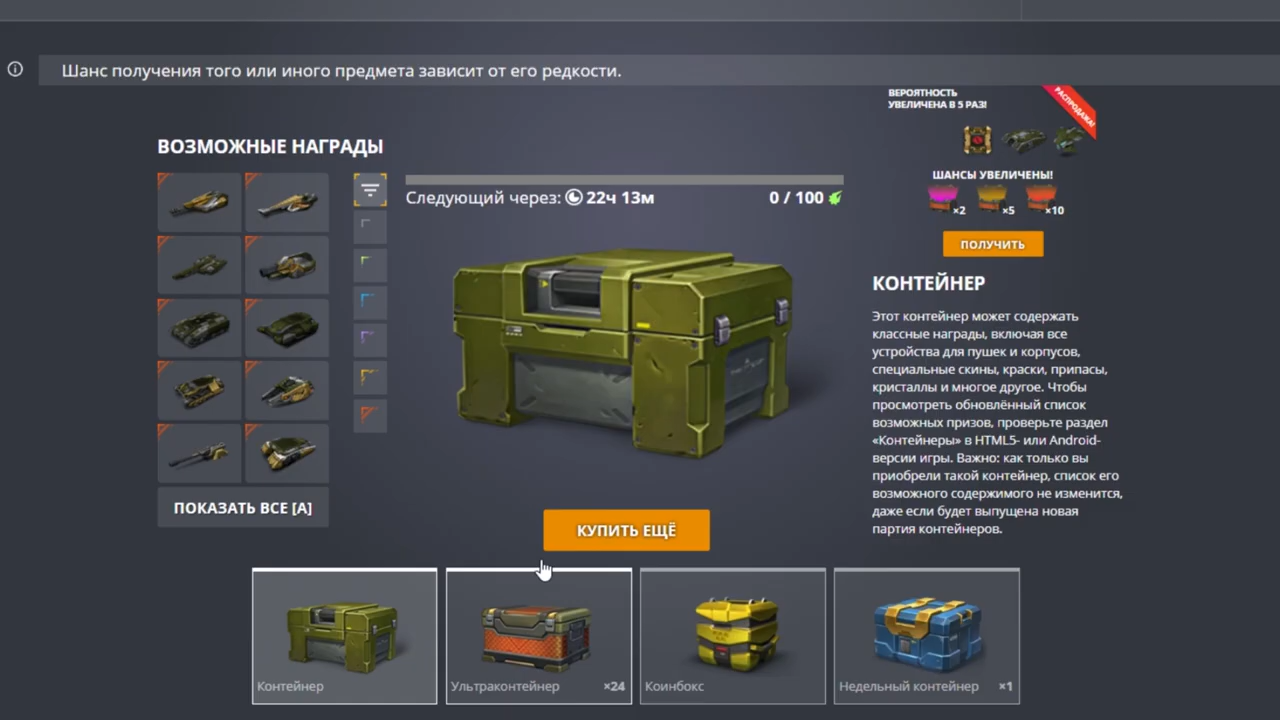 Шанс получения того или иного предмета зависит от его редкости.
ВЕРОЯТНОСТЬ
УВЕЛИЧЕНА В 5 РАЗ!
РАСПРОДАЖА!
ВОЗМОЖНЫЕ НАГРАДЫ
ШАНСЫ УВЕЛИЧЕНЫ!
Следующий через: 22ч 13м
0 / 100
×2
×5
×10
ПОЛУЧИТЬ
КОНТЕЙНЕР
Этот контейнер может содержать
классные награды, включая все
устройства для пушек и корпусов,
специальные скины, краски, припасы,
кристаллы и многое другое. Чтобы
просмотреть обновлённый список
возможных призов, проверьте раздел
«Контейнеры» в HTML5- или Android-
версии игры. Важно: как только вы
приобрели такой контейнер, список его
возможного содержимого не изменится,
даже если будет выпущена новая
партия контейнеров.
ПОКАЗАТЬ ВСЕ [A]
КУПИТЬ ЕЩЁ
Контейнер
Ультраконтейнер ×24
Коинбокс
Недельный контейнер ×1